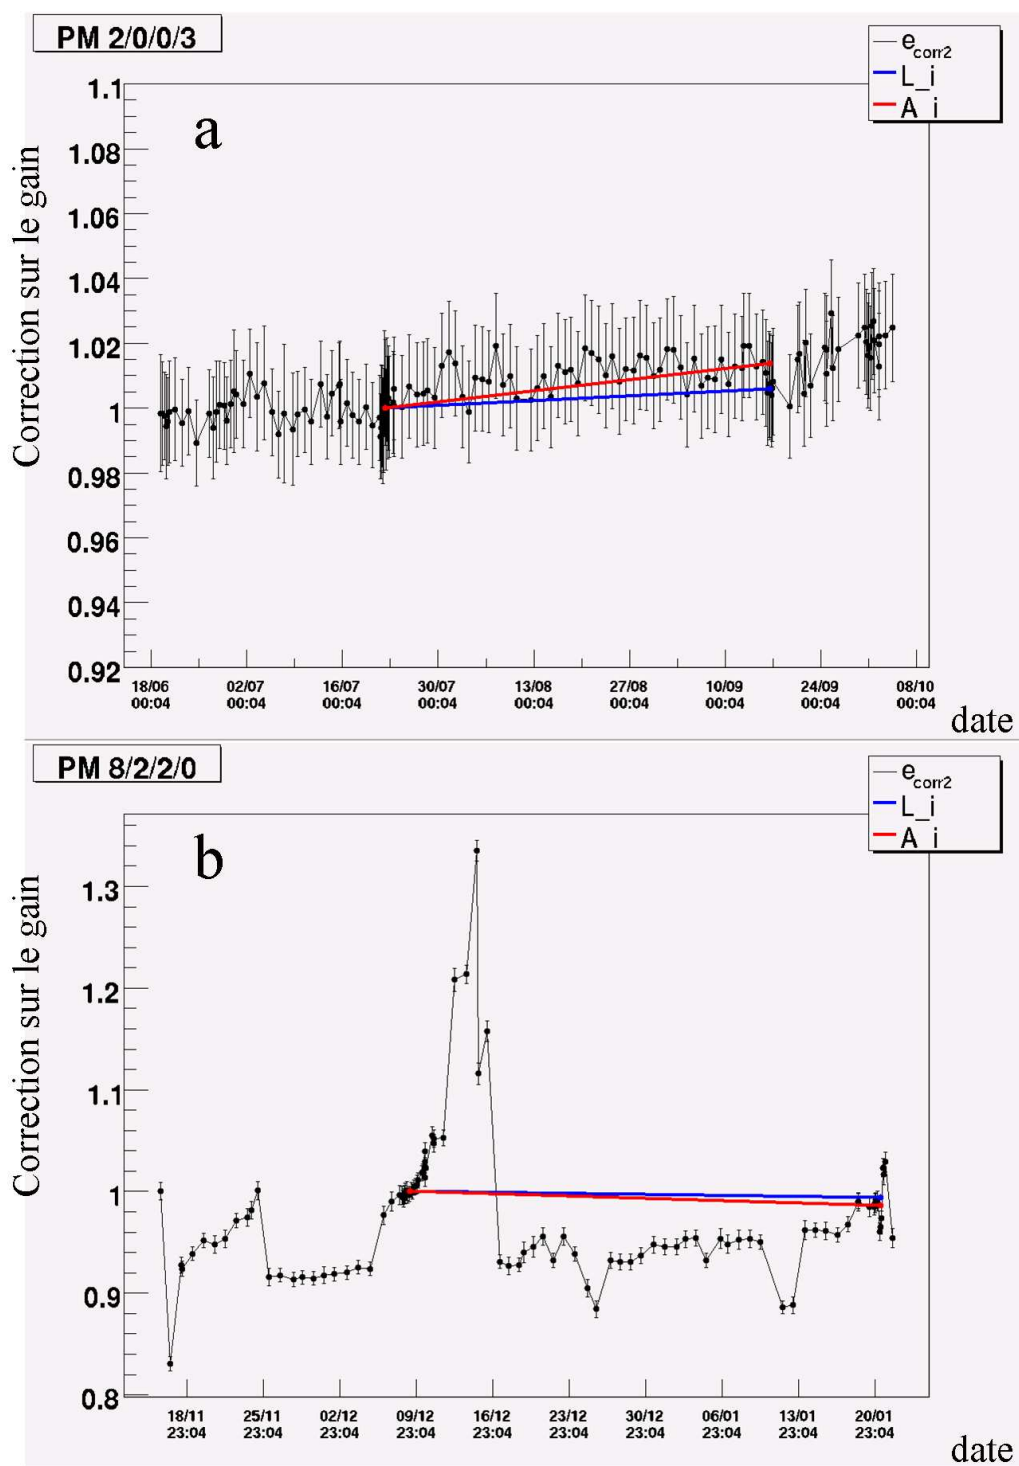 PM 2/0/0/3
e_corr2
L_i
A_i
a
Correction sur le gain
1.1
1.08
1.06
1.04
1.02
1
0.98
0.96
0.94
0.92
18/06 02/07 16/07 30/07 13/08 27/08 10/09 24/09 08/10
00:04 00:04 00:04 00:04 00:04 00:04 00:04 00:04 00:04
date
PM 8/2/2/0
e_corr2
L_i
A_i
b
Correction sur le gain
1.3
1.2
1.1
1
0.9
0.8
18/11 25/11 02/12 09/12 16/12 23/12 30/12 06/01 13/01 20/01
23:04 23:04 23:04 23:04 23:04 23:04 23:04 23:04 23:04 23:04
date